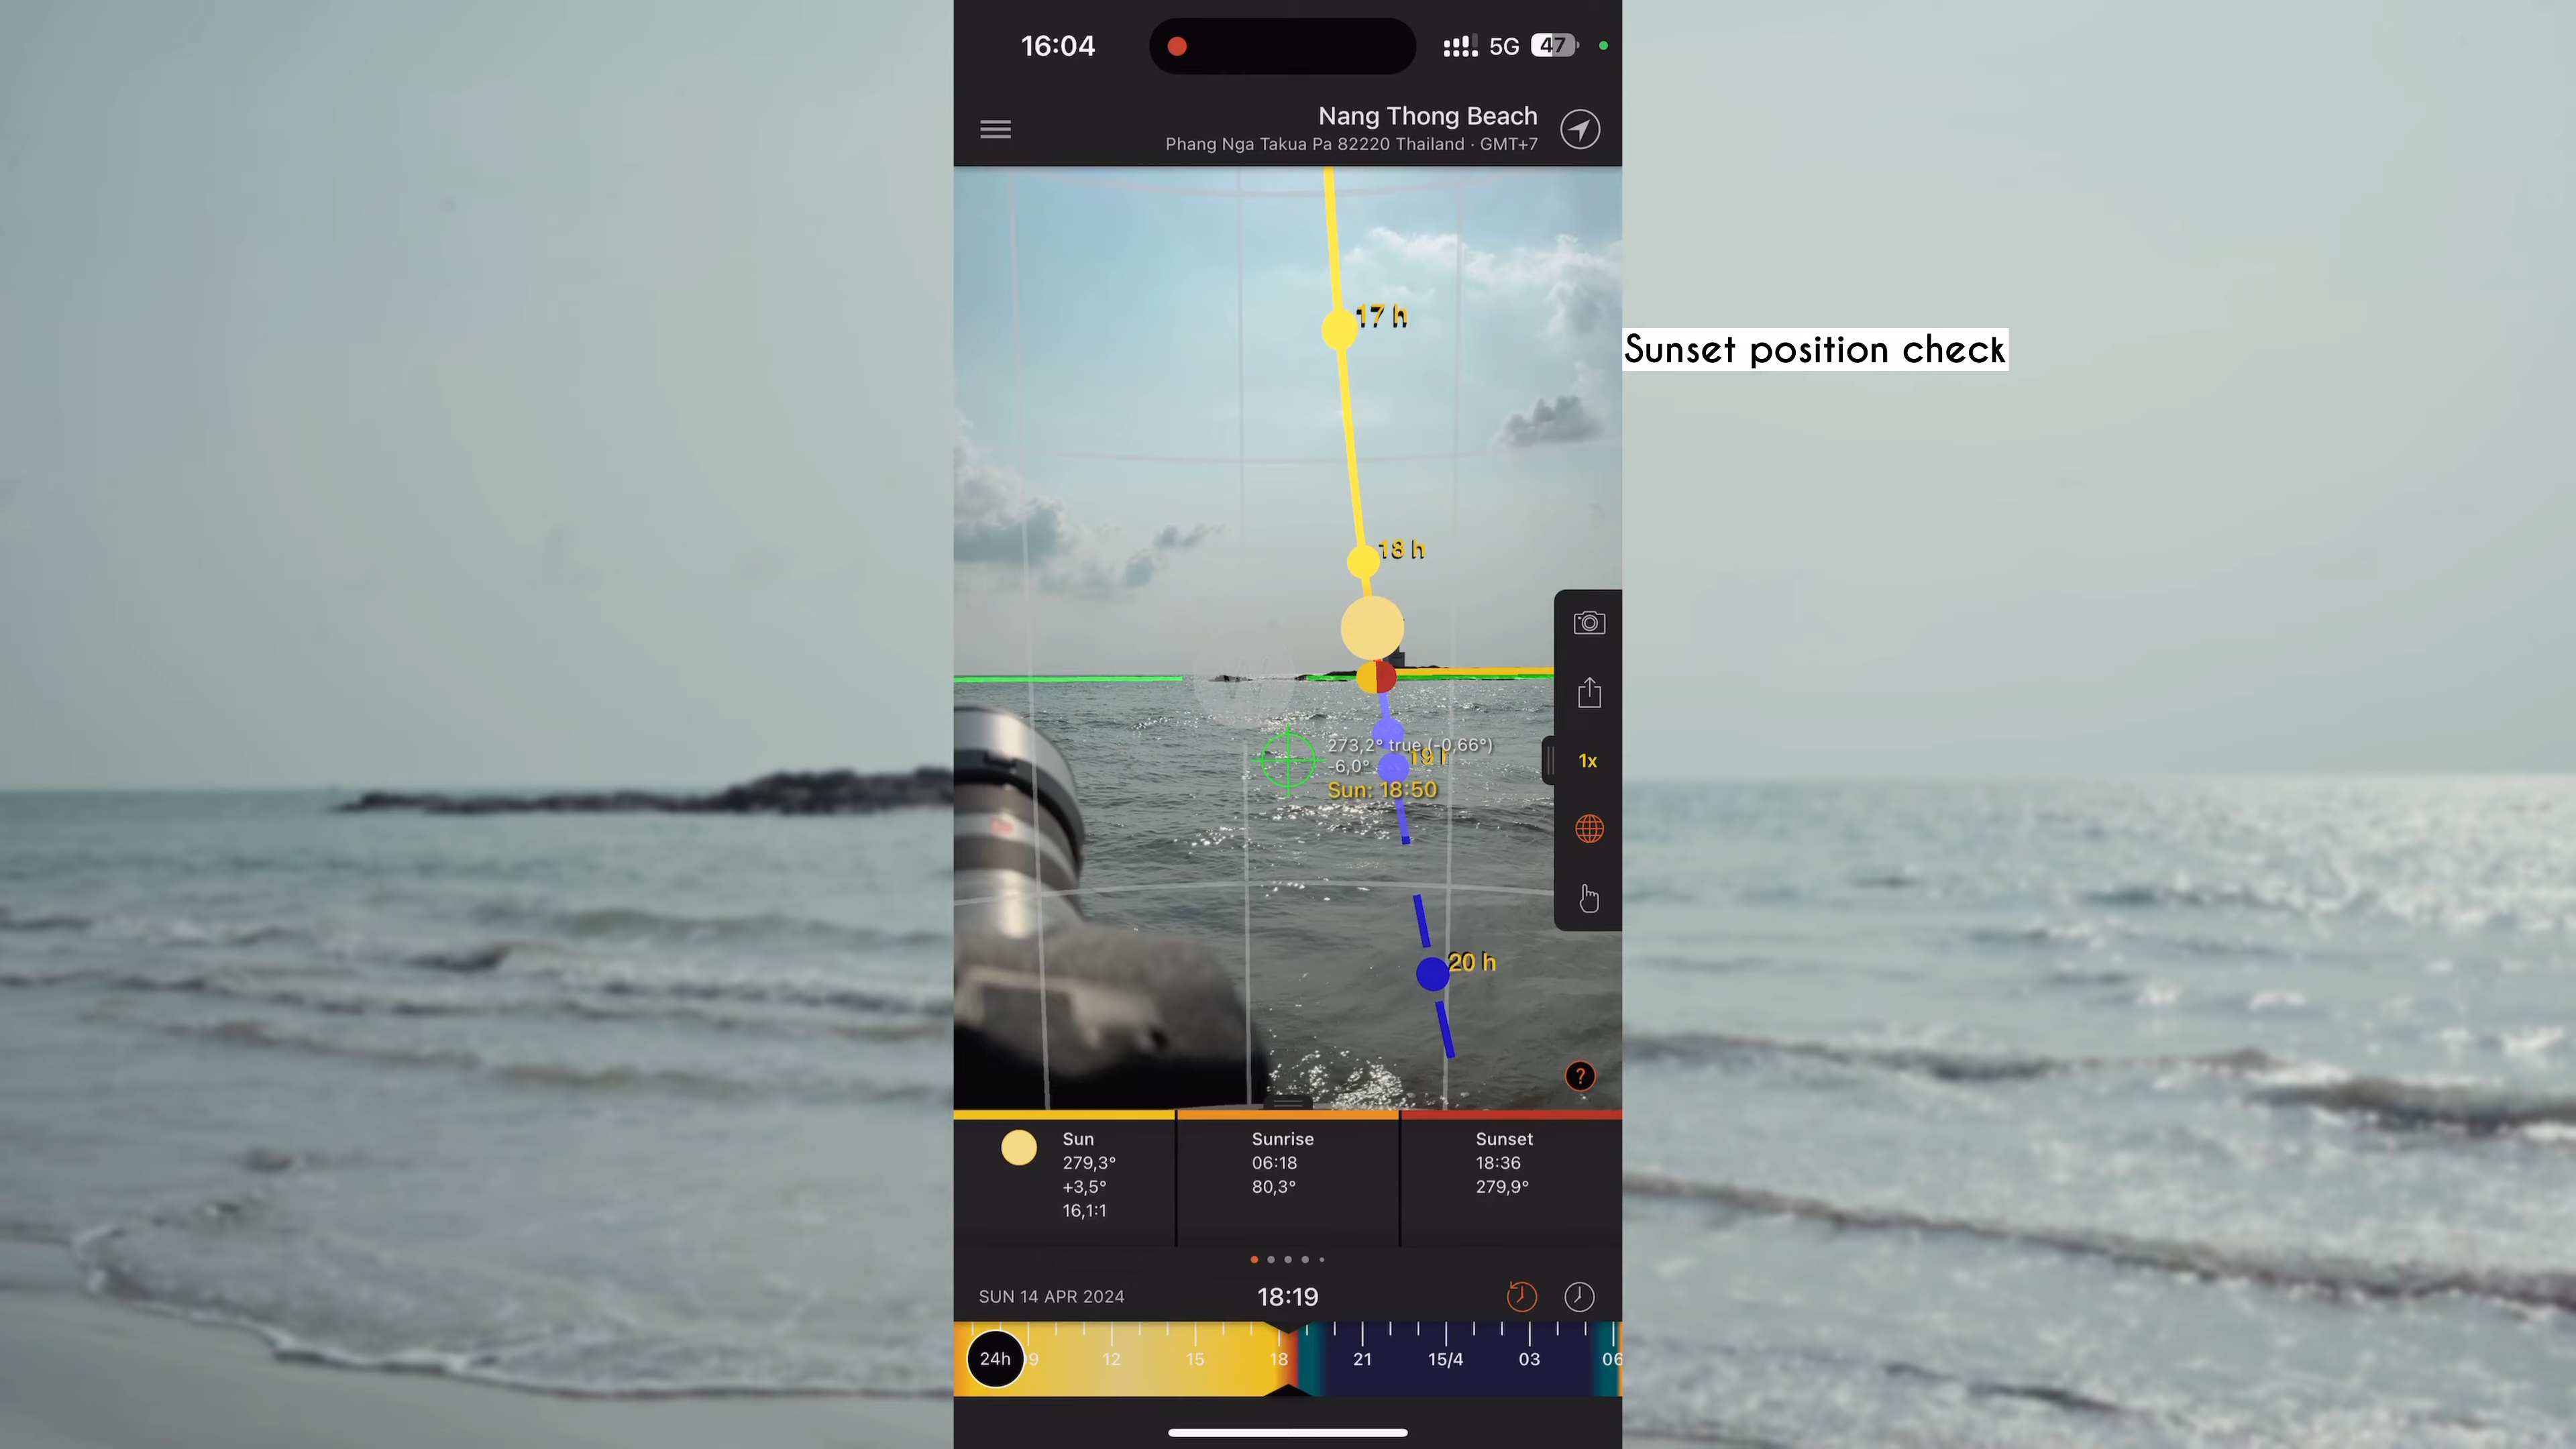 16:04
5G
47
Nang Thong Beach
Phang Nga Takua Pa 82220 Thailand · GMT+7
17 h
Sunset position check
18 h
W
273,2° true (-0,66°)
19 h
-6,0°
Sun: 18:50
1x
20 h
?
Sun
279,3°
+3,5°
16,1:1
Sunrise
06:18
80,3°
Sunset
18:36
279,9°
SUN 14 APR 2024
18:19
24h
9
12
15
18
21
15/4
03
06